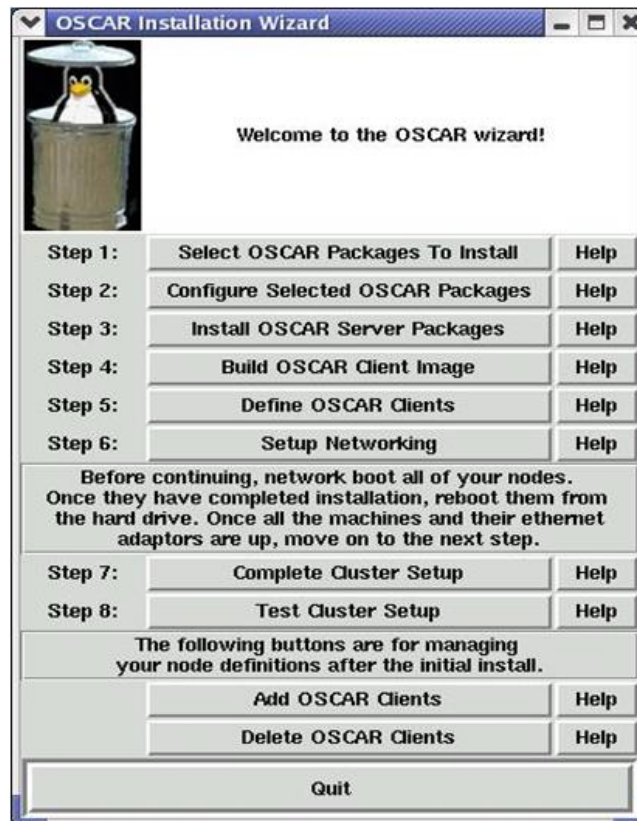 OSCAR Installation Wizard
Welcome to the OSCAR wizard!
Step 1: Select OSCAR Packages To Install Help
Step 2: Configure Selected OSCAR Packages Help
Step 3: Install OSCAR Server Packages Help
Step 4: Build OSCAR Client Image Help
Step 5: Define OSCAR Clients Help
Step 6: Setup Networking Help
Before continuing, network boot all of your nodes.
Once they have completed installation, reboot them from
the hard drive. Once all the machines and their ethernet
adaptors are up, move on to the next step.
Step 7: Complete Cluster Setup Help
Step 8: Test Cluster Setup Help
The following buttons are for managing
your node definitions after the initial install.
Add OSCAR Clients Help
Delete OSCAR Clients Help
Quit